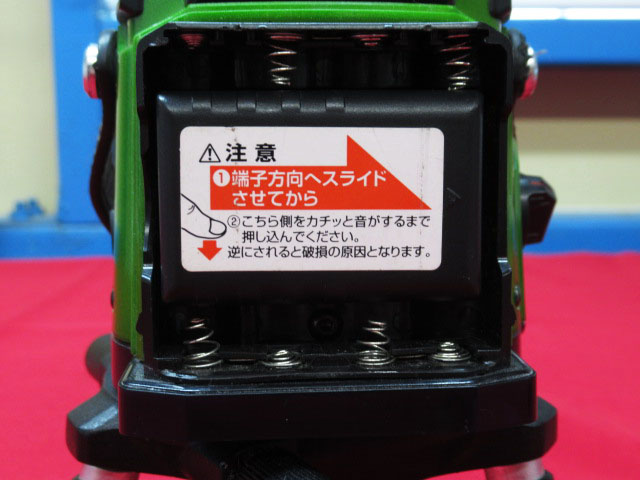 ⚠注意
①端子方向へスライド
させてから
②こちら側をカチッと音がするまで
押し込んでください。
逆にされると破損の原因となります。